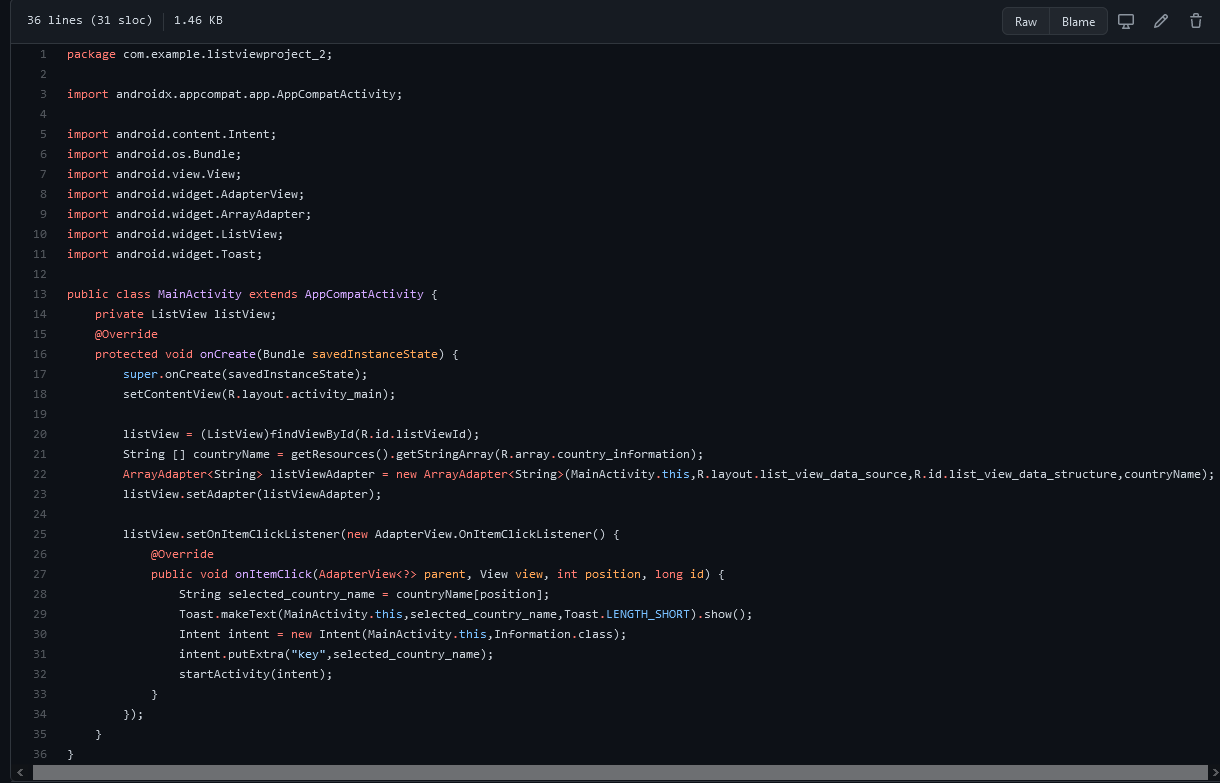 36 lines (31 sloc) 1.46 KB Raw Blame
1 package com.example.listviewproject_2;
2
3 import androidx.appcompat.app.AppCompatActivity;
4
5 import android.content.Intent;
6 import android.os.Bundle;
7 import android.view.View;
8 import android.widget.AdapterView;
9 import android.widget.ArrayAdapter;
10 import android.widget.ListView;
11 import android.widget.Toast;
12
13 public class MainActivity extends AppCompatActivity {
14     private ListView listView;
15     @Override
16     protected void onCreate(Bundle savedInstanceState) {
17         super.onCreate(savedInstanceState);
18         setContentView(R.layout.activity_main);
19
20         listView = (ListView)findViewById(R.id.listViewId);
21         String [] countryName = getResources().getStringArray(R.array.country_information);
22         ArrayAdapter<String> listViewAdapter = new ArrayAdapter<String>(MainActivity.this,R.layout.list_view_data_source,R.id.list_view_data_structure,countryName);
23         listView.setAdapter(listViewAdapter);
24
25         listView.setOnItemClickListener(new AdapterView.OnItemClickListener() {
26             @Override
27             public void onItemClick(AdapterView<?> parent, View view, int position, long id) {
28                 String selected_country_name = countryName[position];
29                 Toast.makeText(MainActivity.this,selected_country_name,Toast.LENGTH_SHORT).show();
30                 Intent intent = new Intent(MainActivity.this,Information.class);
31                 intent.putExtra("key",selected_country_name);
32                 startActivity(intent);
33             }
34         });
35     }
36 }